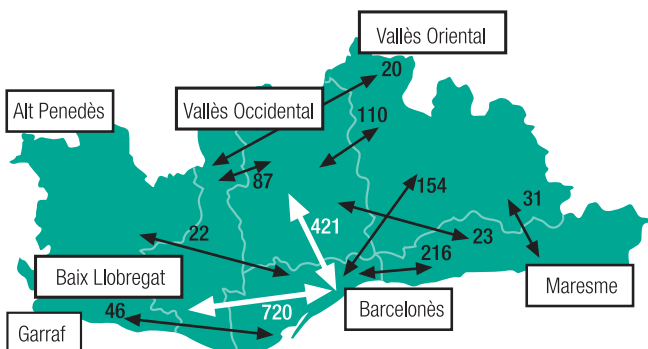 Vallès Oriental
20
Alt Penedès
Vallès Occidental
110
87
154
31
421
22
23
216
Baix Llobregat
Maresme
46
720
Barcelonès
Garraf